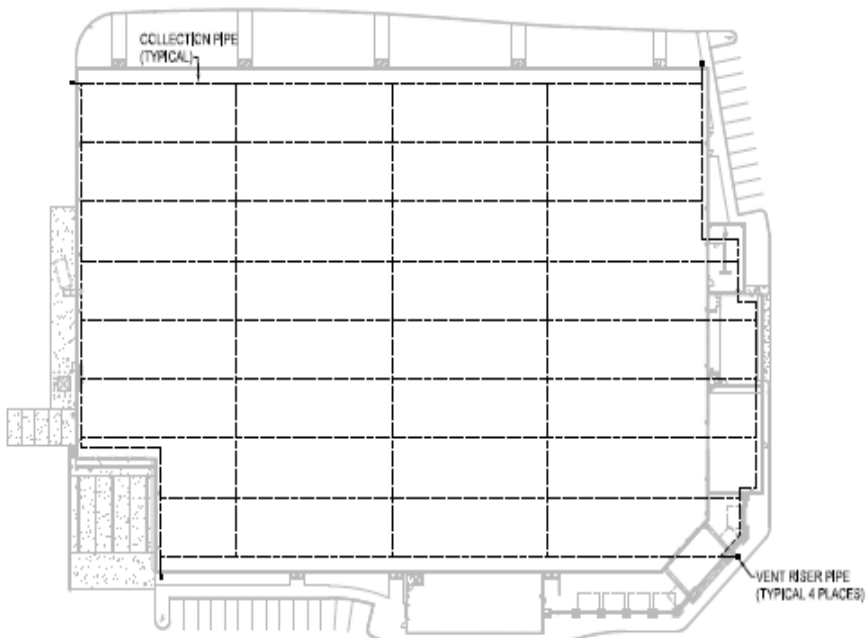 COLLECTION PIPE
(TYPICAL)
VENT RISER PIPE
(TYPICAL 4 PLACES)